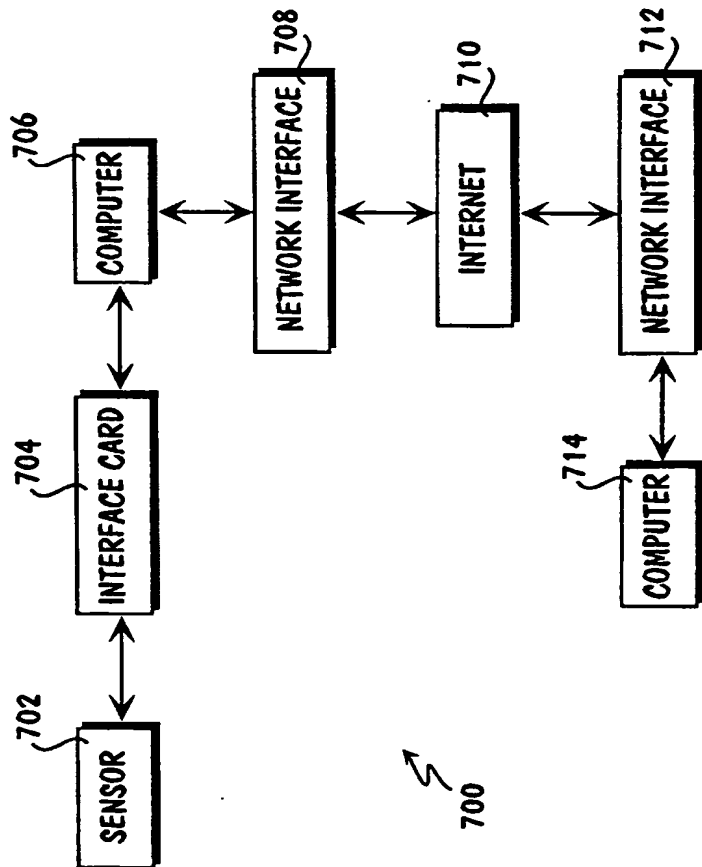 702
SENSOR
704
INTERFACE CARD
706
COMPUTER
708
NETWORK INTERFACE
710
INTERNET
712
NETWORK INTERFACE
714
COMPUTER
700